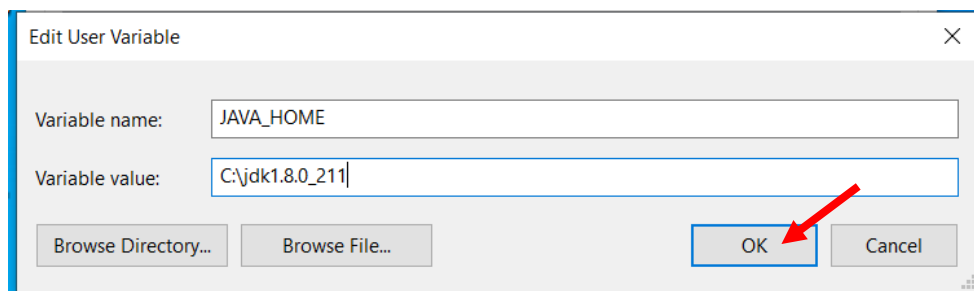 Edit User Variable
Variable name: JAVA_HOME
Variable value: C:\jdk1.8.0_211
Browse Directory... Browse File... OK Cancel